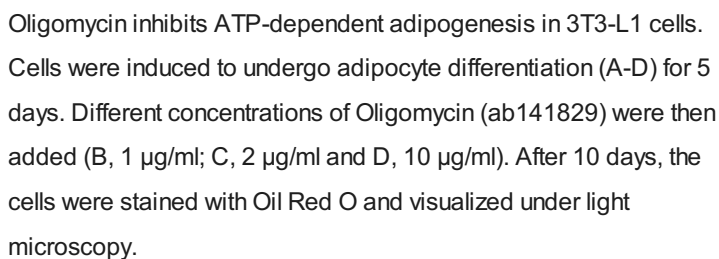 Oligomycin inhibits ATP-dependent adipogenesis in 3T3-L1 cells.
Cells were induced to undergo adipocyte differentiation (A-D) for 5
days. Different concentrations of Oligomycin (ab141829) were then
added (B, 1 µg/ml; C, 2 µg/ml and D, 10 µg/ml). After 10 days, the
cells were stained with Oil Red O and visualized under light
microscopy.